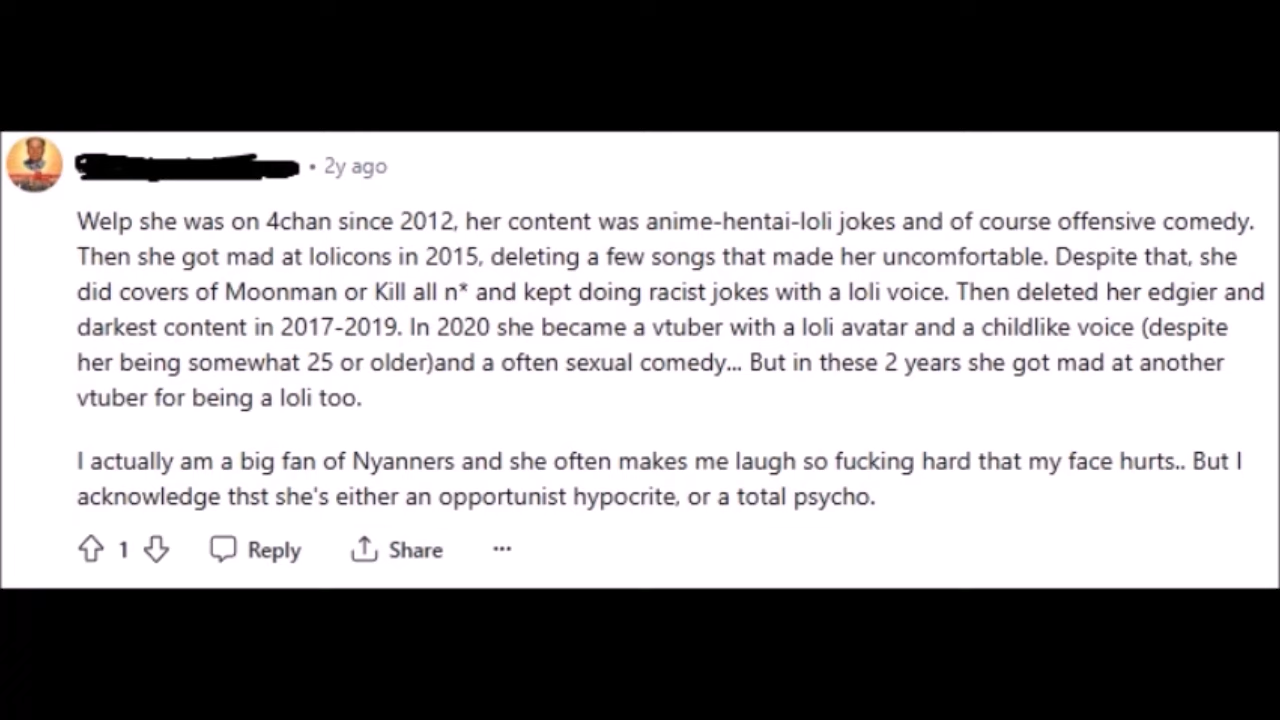 • 2y ago
Welp she was on 4chan since 2012, her content was anime-hentai-loli jokes and of course offensive comedy.
Then she got mad at lolicons in 2015, deleting a few songs that made her uncomfortable. Despite that, she
did covers of Moonman or Kill all n* and kept doing racist jokes with a loli voice. Then deleted her edgier and
darkest content in 2017-2019. In 2020 she became a vtuber with a loli avatar and a childlike voice (despite
her being somewhat 25 or older)and a often sexual comedy... But in these 2 years she got mad at another
vtuber for being a loli too.
I actually am a big fan of Nyanners and she often makes me laugh so fucking hard that my face hurts.. But I
acknowledge thst she's either an opportunist hypocrite, or a total psycho.
1 Reply Share ...